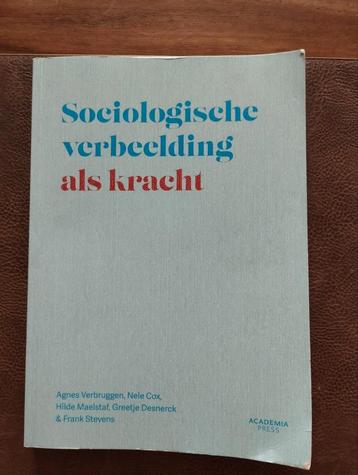 Sociologische
verbeelding
als kracht
Agnes Verbruggen, Nele Cox,
Hilde Maelstaf, Greetje Desnerck
& Frank Stevens
ACADEMIA
PRESS